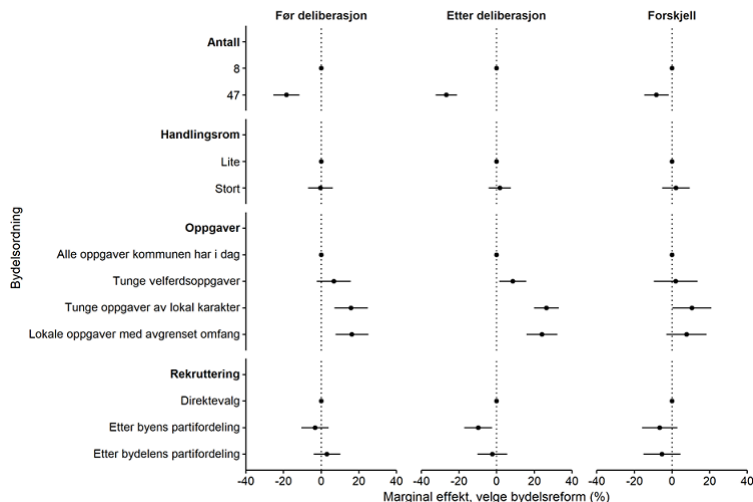 Før deliberasjon
Etter deliberasjon
Forskjell
Bydelsordning
Antall
8
47
Handlingsrom
Lite
Stort
Oppgaver
Alle oppgaver kommunen har i dag
Tunge velferdsoppgaver
Tunge oppgaver av lokal karakter
Lokale oppgaver med avgrenset omfang
Rekruttering
Direktevalg
Etter byens partifordeling
Etter bydelens partifordeling
-40 -20 0 20 40 -40 -20 0 20 40 -40 -20 0 20 40
Marginal effekt, velge bydelsreform (%)